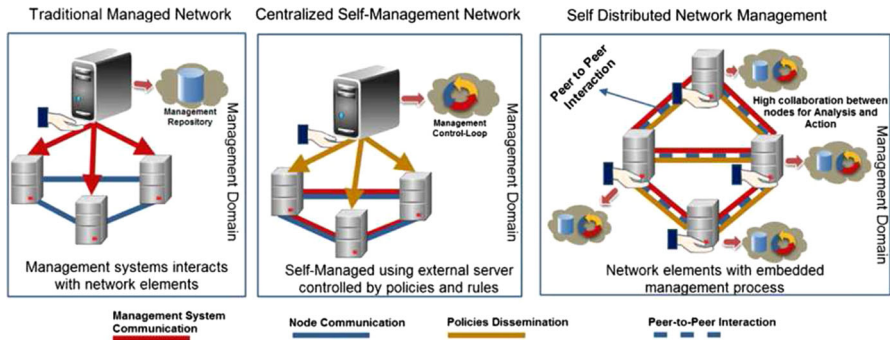 Traditional Managed Network
Management
Repository
Management Domain
Management systems interacts
with network elements
Centralized Self-Management Network
Management
Control-Loop
Management Domain
Self-Managed using external server
controlled by policies and rules
Self Distributed Network Management
Peer to Peer
Interaction
High collaboration between
nodes for Analysis and
Action
Management Domain
Network elements with embedded
management process
Management System
Communication
Node Communication
Policies Dissemination
Peer-to-Peer Interaction